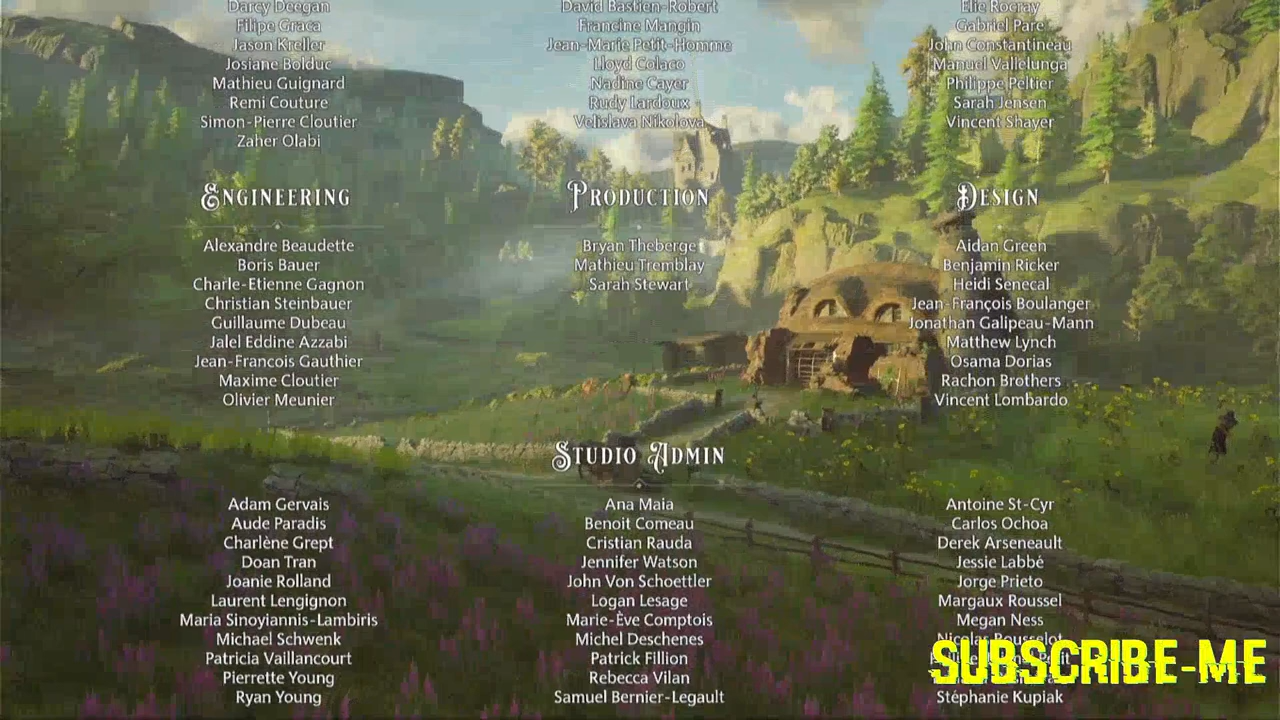 Darcy Deegan
Filipe Graca
Jason Kreller
Josiane Bolduc
Mathieu Guignard
Remi Couture
Simon-Pierre Cloutier
Zaher Olabi
David Bastien-Robert
Francine Mangin
Jean-Marie Petit-Homme
Lloyd Colaco
Nadine Cayer
Rudy Lardoux
Velislava Nikolova
Elie Rocray
Gabriel Pare
John Constantineau
Manuel Vallelunga
Philippe Peltier
Sarah Jensen
Vincent Shayer
Engineering
Alexandre Beaudette
Boris Bauer
Charle-Etienne Gagnon
Christian Steinbauer
Guillaume Dubeau
Jalel Eddine Azzabi
Jean-Francois Gauthier
Maxime Cloutier
Olivier Meunier
Production
Bryan Theberge
Mathieu Tremblay
Sarah Stewart
Design
Aidan Green
Benjamin Ricker
Heidi Senecal
Jean-François Boulanger
Jonathan Galipeau-Mann
Matthew Lynch
Osama Dorias
Rachon Brothers
Vincent Lombardo
Studio Admin
Adam Gervais
Aude Paradis
Charlène Grept
Doan Tran
Joanie Rolland
Laurent Lengignon
Maria Sinoyiannis-Lambiris
Michael Schwenk
Patricia Vaillancourt
Pierrette Young
Ryan Young
Ana Maia
Benoit Comeau
Cristian Rauda
Jennifer Watson
John Von Schoettler
Logan Lesage
Marie-Ève Comptois
Michel Deschenes
Patrick Fillion
Rebecca Vilan
Samuel Bernier-Legault
Antoine St-Cyr
Carlos Ochoa
Derek Arseneault
Jessie Labbé
Jorge Prieto
Margaux Roussel
Megan Ness
Nicolas Rousselot
Stéphanie Kupiak
SUBSCRIBE-ME